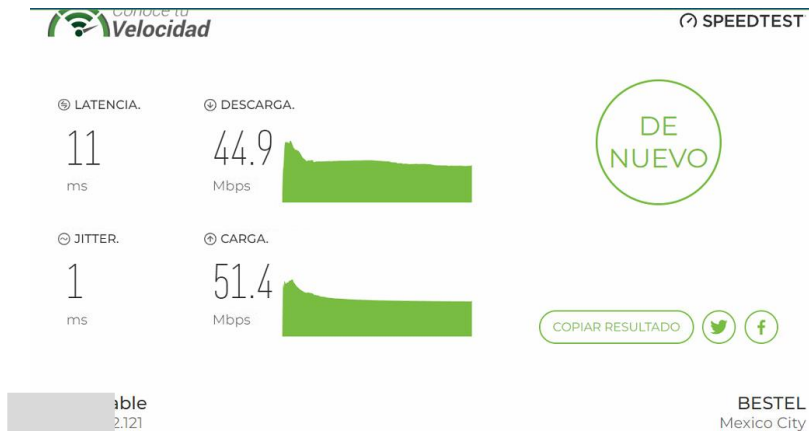 Conoce tu
Velocidad
SPEEDTEST
LATENCIA.
11
ms
DESCARGA.
44.9
Mbps
DE
NUEVO
JITTER.
1
ms
CARGA.
51.4
Mbps
COPIAR RESULTADO
able
2.121
BESTEL
Mexico City